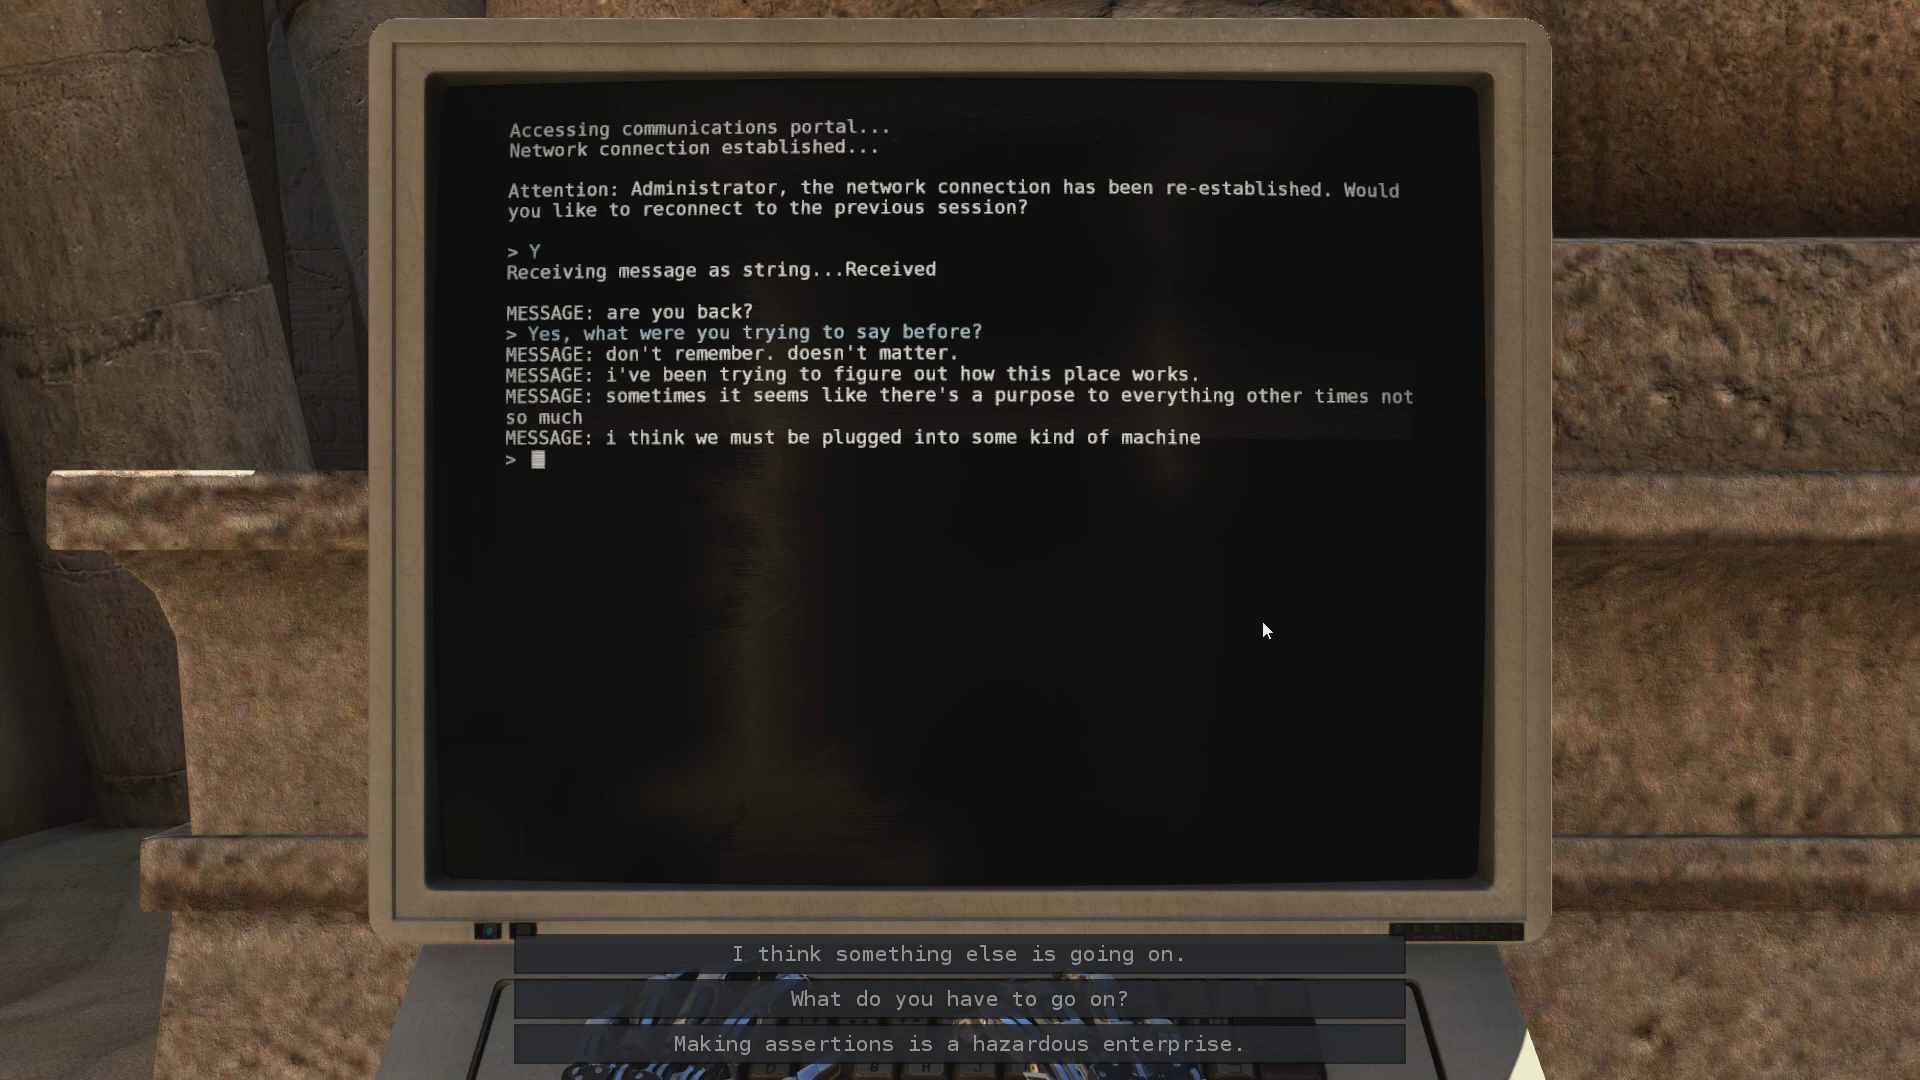 Accessing communications portal...
Network connection established...
Attention: Administrator, the network connection has been re-established. Would
you like to reconnect to the previous session?
> Y
Receiving message as string...Received
MESSAGE: are you back?
> Yes, what were you trying to say before?
MESSAGE: don't remember. doesn't matter.
MESSAGE: i've been trying to figure out how this place works.
MESSAGE: sometimes it seems like there's a purpose to everything other times not
so much
MESSAGE: i think we must be plugged into some kind of machine
>
I think something else is going on.
What do you have to go on?
Making assertions is a hazardous enterprise.